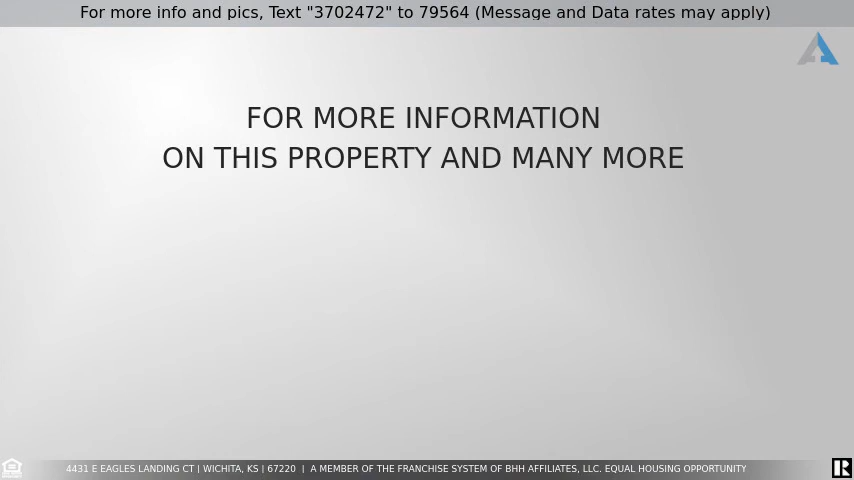 For more info and pics, Text "3702472" to 79564 (Message and Data rates may apply)
FOR MORE INFORMATION
ON THIS PROPERTY AND MANY MORE
4431 E EAGLES LANDING CT | WICHITA, KS | 67220 | A MEMBER OF THE FRANCHISE SYSTEM OF BHH AFFILIATES, LLC. EQUAL HOUSING OPPORTUNITY